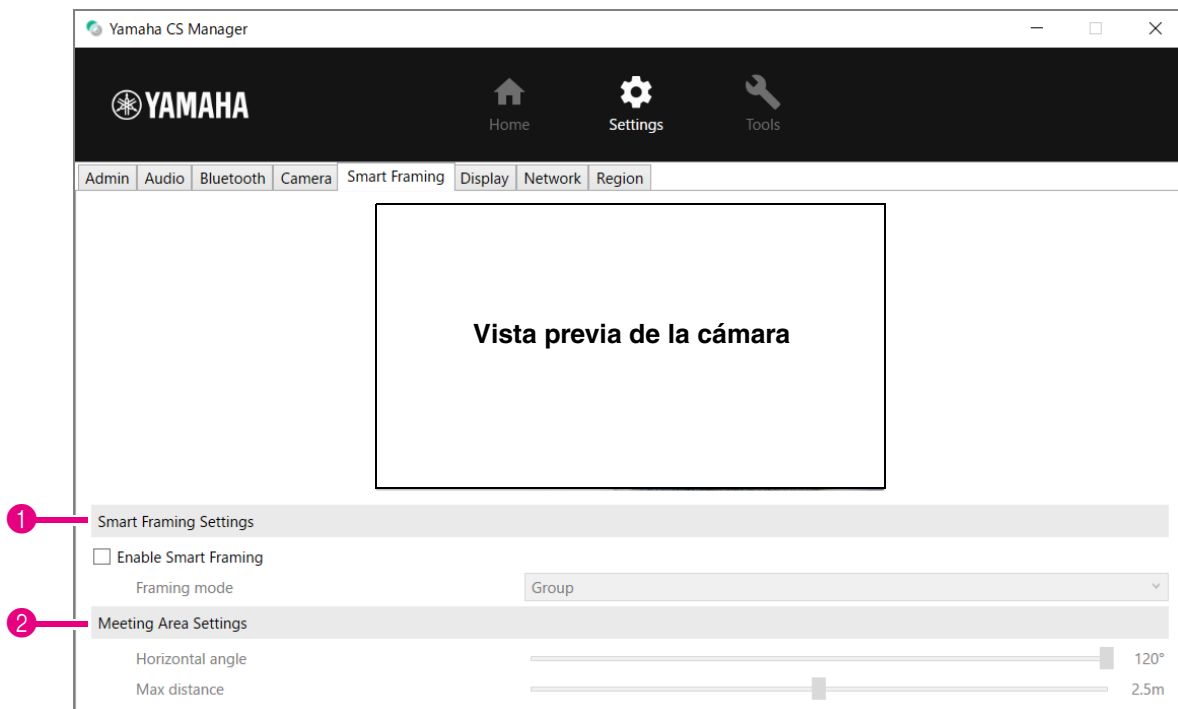 Yamaha CS Manager
YAMAHA
Home Settings Tools
Admin Audio Bluetooth Camera Smart Framing Display Network Region
Vista previa de la cámara
1 Smart Framing Settings
Enable Smart Framing
Framing mode Group
2 Meeting Area Settings
Horizontal angle 120°
Max distance 2.5m